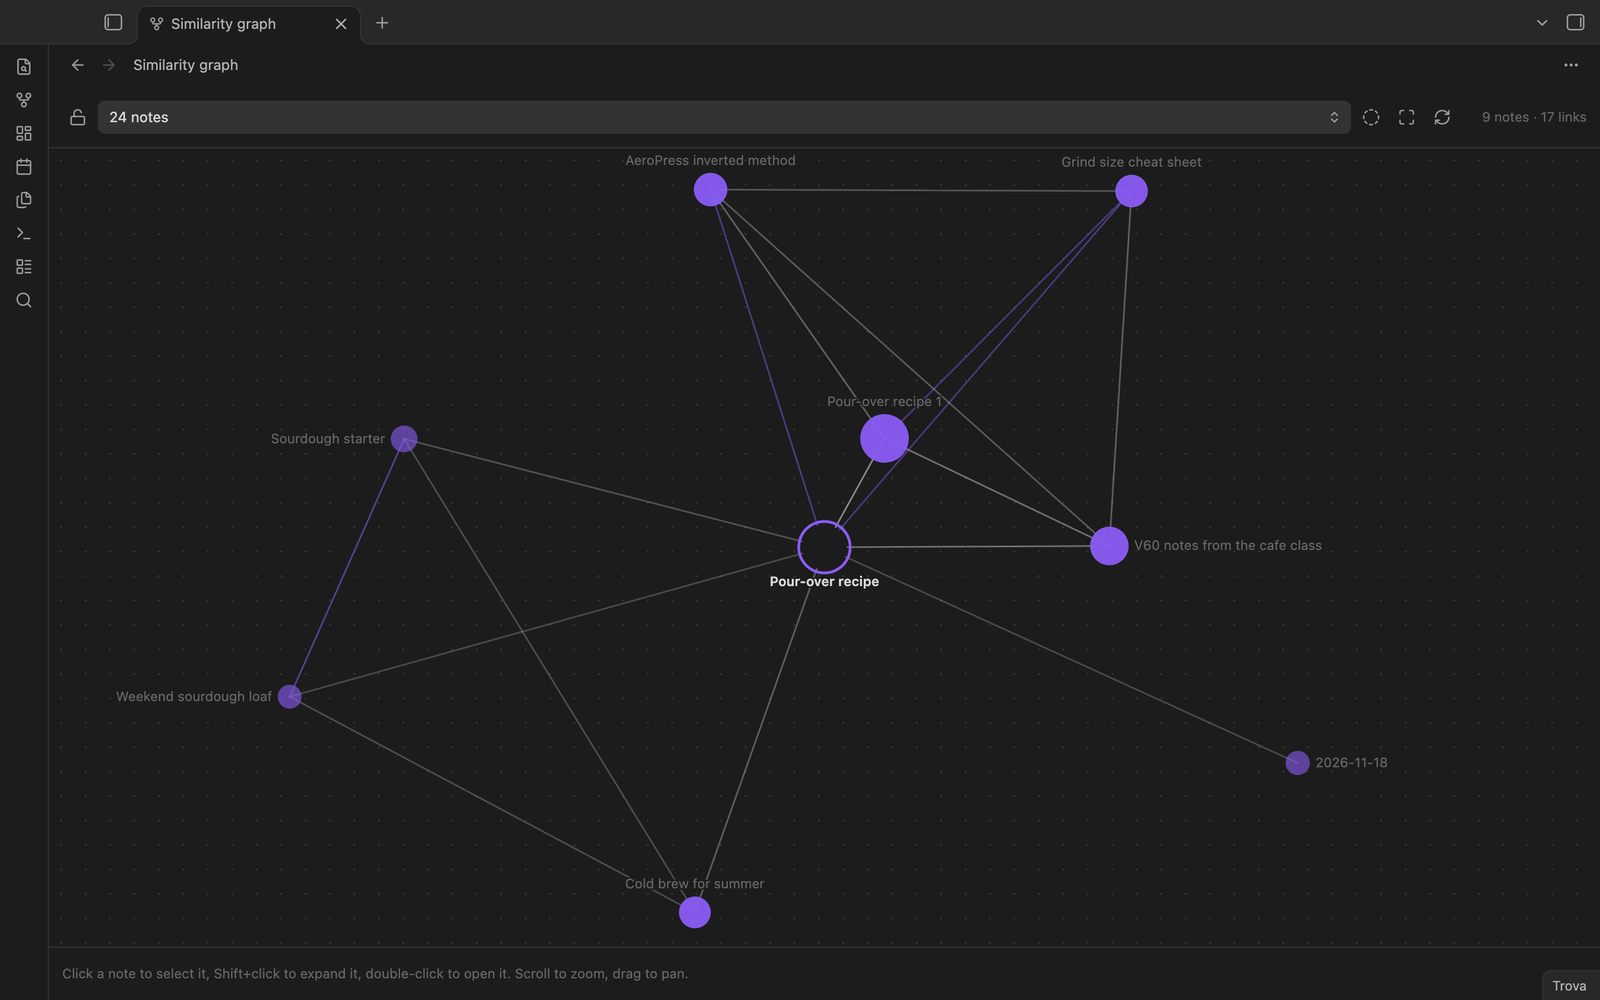 Similarity graph
Similarity graph
24 notes
9 notes · 17 links
AeroPress inverted method
Grind size cheat sheet
Pour-over recipe 1
Sourdough starter
V60 notes from the cafe class
Pour-over recipe
Weekend sourdough loaf
2026-11-18
Cold brew for summer
Click a note to select it, Shift+click to expand it, double-click to open it. Scroll to zoom, drag to pan.
Trova